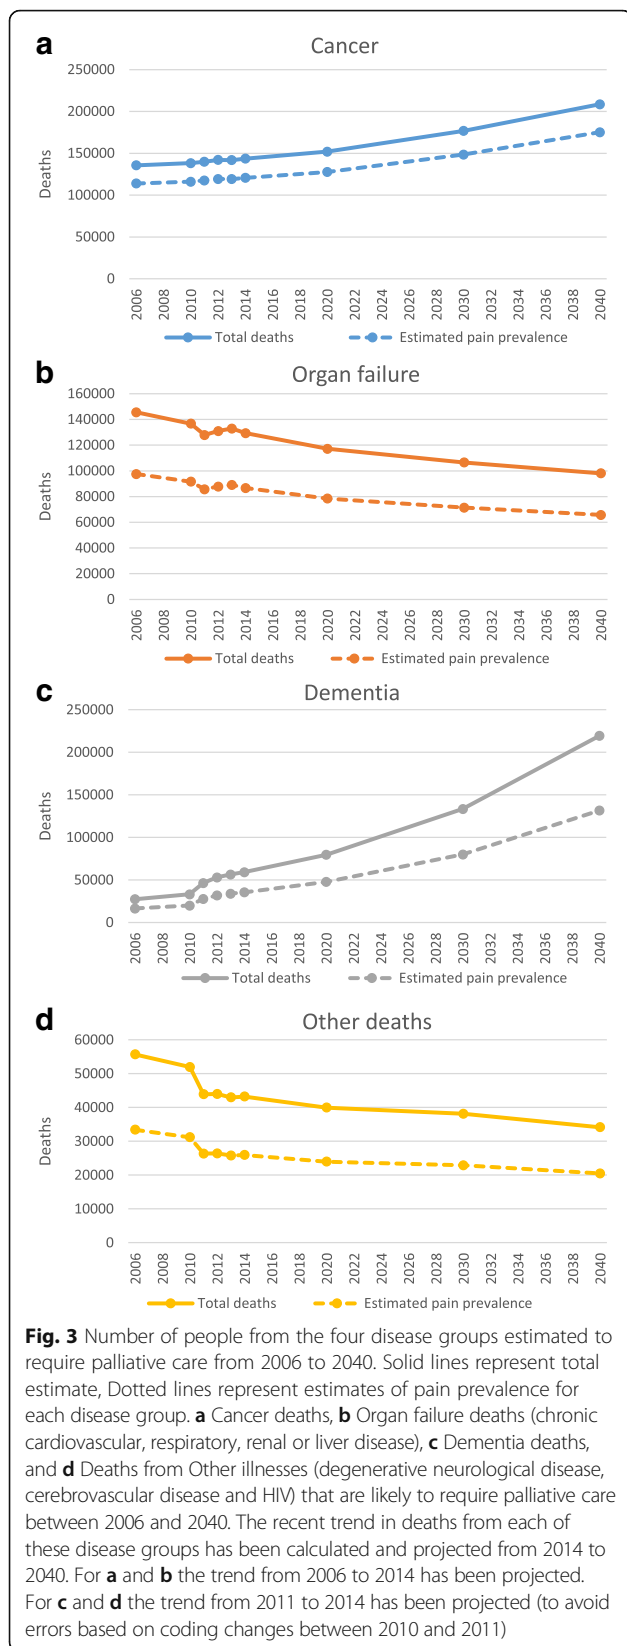 a
Cancer
250000
200000
150000
100000
50000
0
Deaths
2006 2008 2010 2012 2014 2016 2018 2020 2022 2024 2026 2028 2030 2032 2034 2036 2038 2040
Total deaths Estimated pain prevalence
b
Organ failure
160000
140000
120000
100000
80000
60000
40000
20000
0
Deaths
2006 2008 2010 2012 2014 2016 2018 2020 2022 2024 2026 2028 2030 2032 2034 2036 2038 2040
Total deaths Estimated pain prevalence
c
Dementia
250000
200000
150000
100000
50000
0
Deaths
2006 2008 2010 2012 2014 2016 2018 2020 2022 2024 2026 2028 2030 2032 2034 2036 2038 2040
Total deaths Estimated pain prevalence
d
Other deaths
60000
50000
40000
30000
20000
10000
0
Deaths
2006 2008 2010 2012 2014 2016 2018 2020 2022 2024 2026 2028 2030 2032 2034 2036 2038 2040
Total deaths Estimated pain prevalence
Fig. 3 Number of people from the four disease groups estimated to
require palliative care from 2006 to 2040. Solid lines represent total
estimate, Dotted lines represent estimates of pain prevalence for
each disease group. a Cancer deaths, b Organ failure deaths (chronic
cardiovascular, respiratory, renal or liver disease), c Dementia deaths,
and d Deaths from Other illnesses (degenerative neurological disease,
cerebrovascular disease and HIV) that are likely to require palliative care
between 2006 and 2040. The recent trend in deaths from each of
these disease groups has been calculated and projected from 2014 to
2040. For a and b the trend from 2006 to 2014 has been projected.
For c and d the trend from 2011 to 2014 has been projected (to avoid
errors based on coding changes between 2010 and 2011)